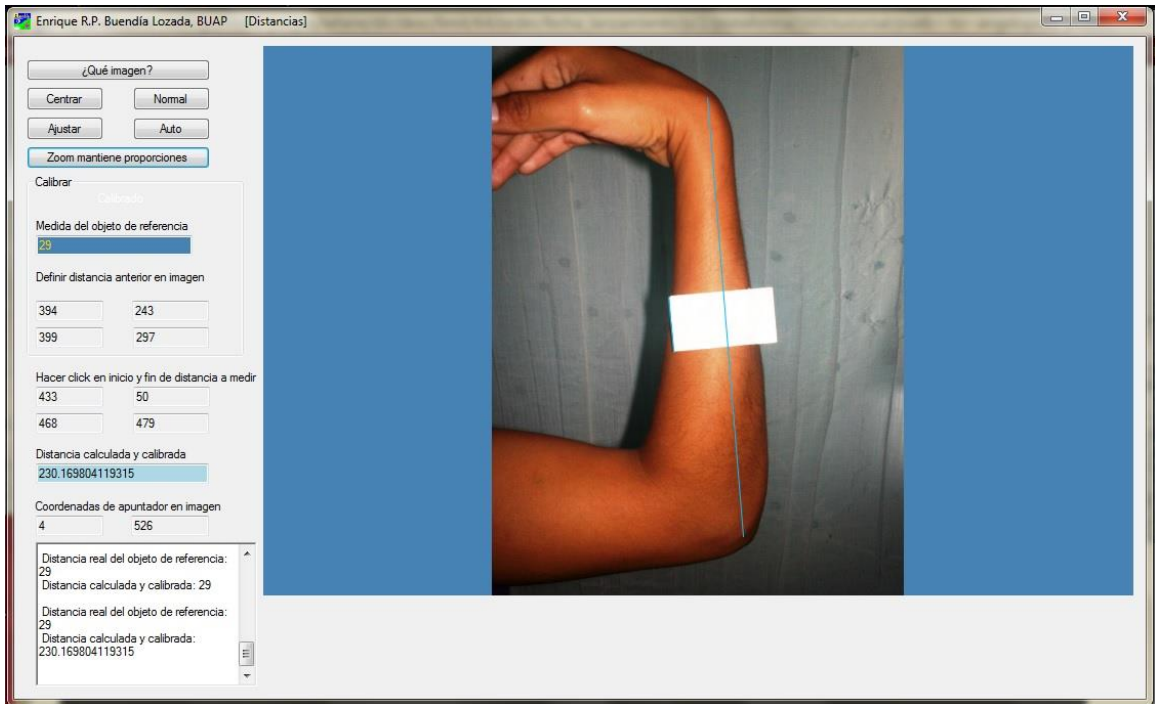 Enrique R.P. Buendía Lozada, BUAP [Distancias]
¿Qué imagen?
Centrar Normal
Ajustar Auto
Zoom mantiene proporciones
Calibrar
Calibrado
Medida del objeto de referencia
29
Definir distancia anterior en imagen
394 243
399 297
Hacer click en inicio y fin de distancia a medir
433 50
468 479
Distancia calculada y calibrada
230.169804119315
Coordenadas de apuntador en imagen
4 526
Distancia real del objeto de referencia:
29
Distancia calculada y calibrada: 29
Distancia real del objeto de referencia:
29
Distancia calculada y calibrada:
230.169804119315